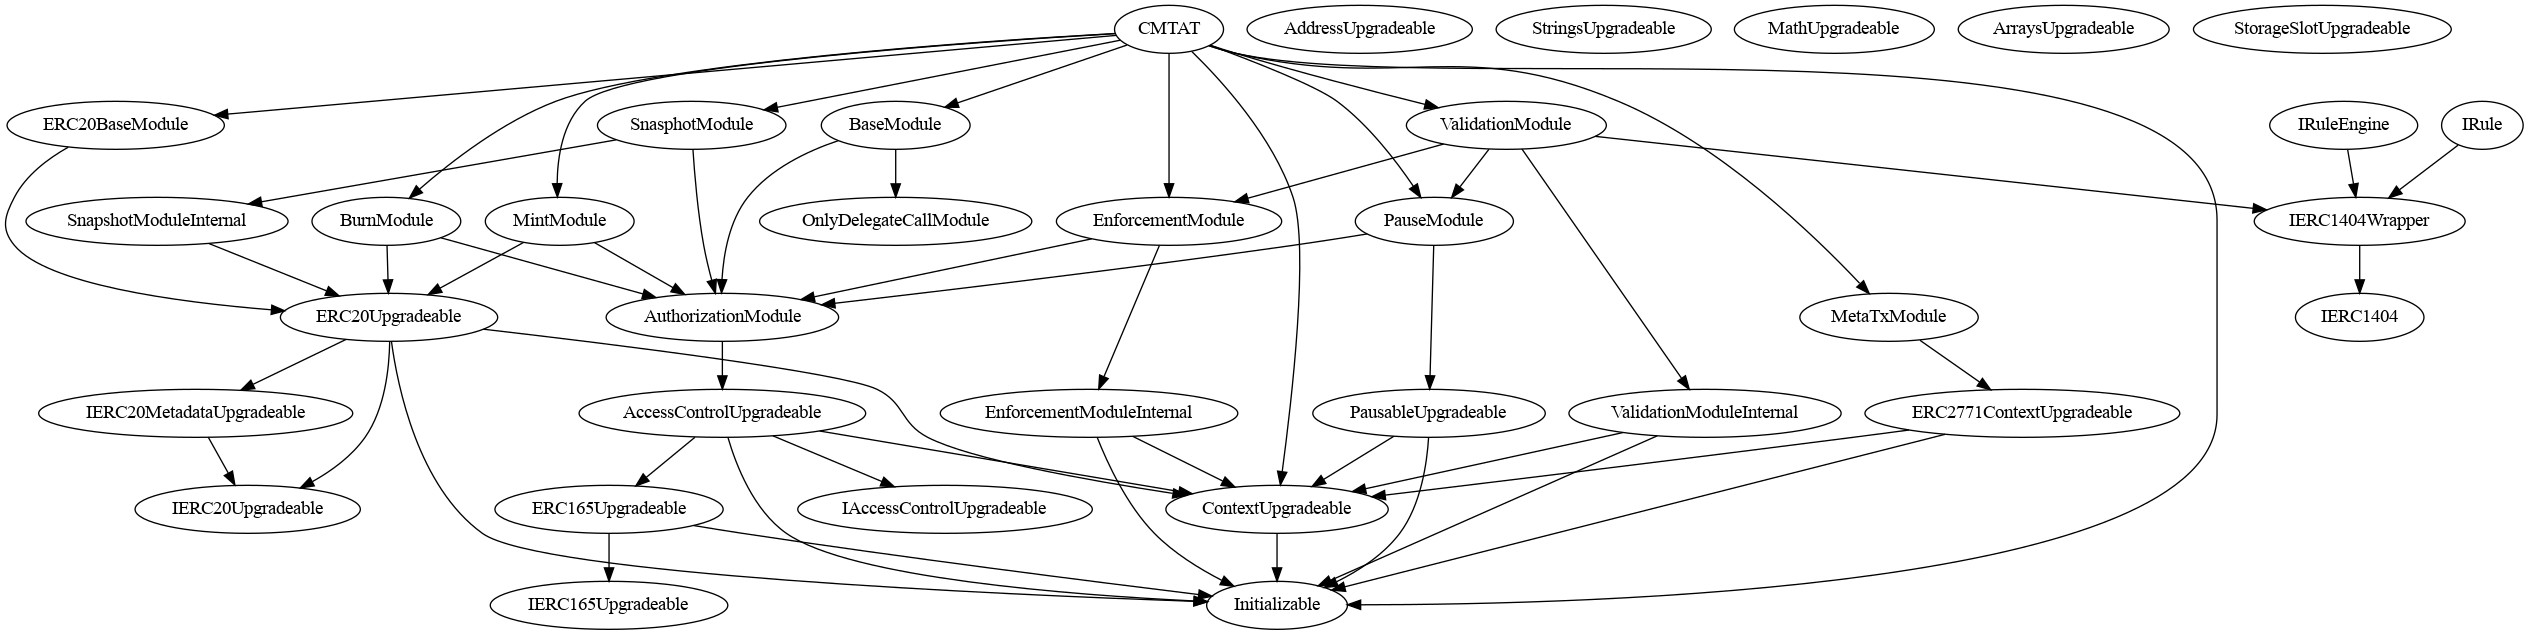 CMTAT
AddressUpgradeable
StringsUpgradeable
MathUpgradeable
ArraysUpgradeable
StorageSlotUpgradeable
ERC20BaseModule
SnasphotModule
BaseModule
ValidationModule
IRuleEngine
IRule
SnapshotModuleInternal
BurnModule
MintModule
OnlyDelegateCallModule
EnforcementModule
PauseModule
IERC1404Wrapper
ERC20Upgradeable
AuthorizationModule
MetaTxModule
IERC1404
IERC20MetadataUpgradeable
AccessControlUpgradeable
EnforcementModuleInternal
PausableUpgradeable
ValidationModuleInternal
ERC2771ContextUpgradeable
IERC20Upgradeable
ERC165Upgradeable
IAccessControlUpgradeable
ContextUpgradeable
IERC165Upgradeable
Initializable